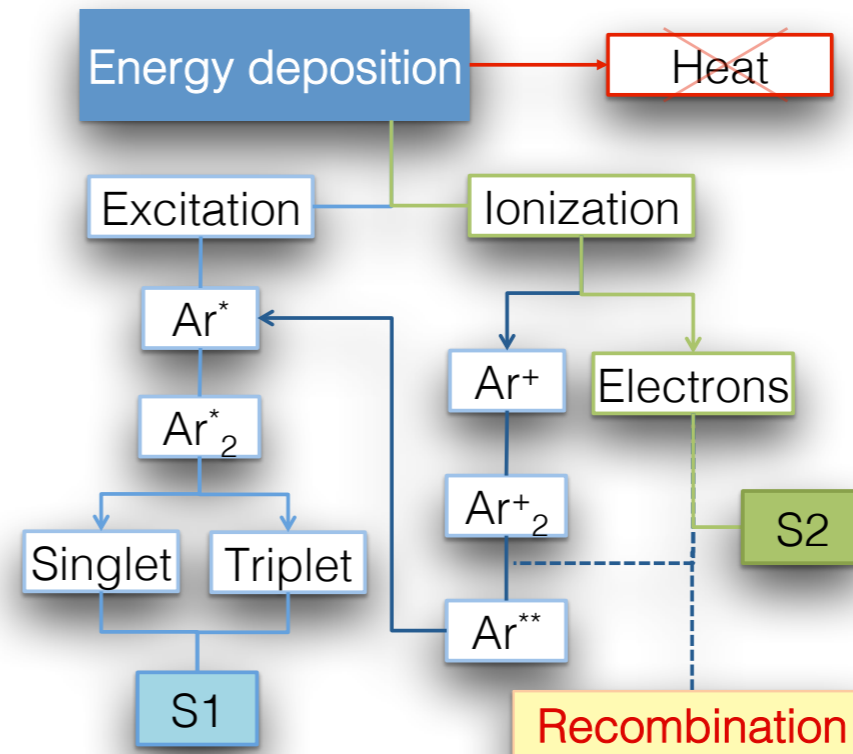 Energy deposition
Heat
Excitation
Ionization
Ar*
Ar+
Electrons
Ar*2
Ar+2
S2
Singlet
Triplet
Ar**
S1
Recombination